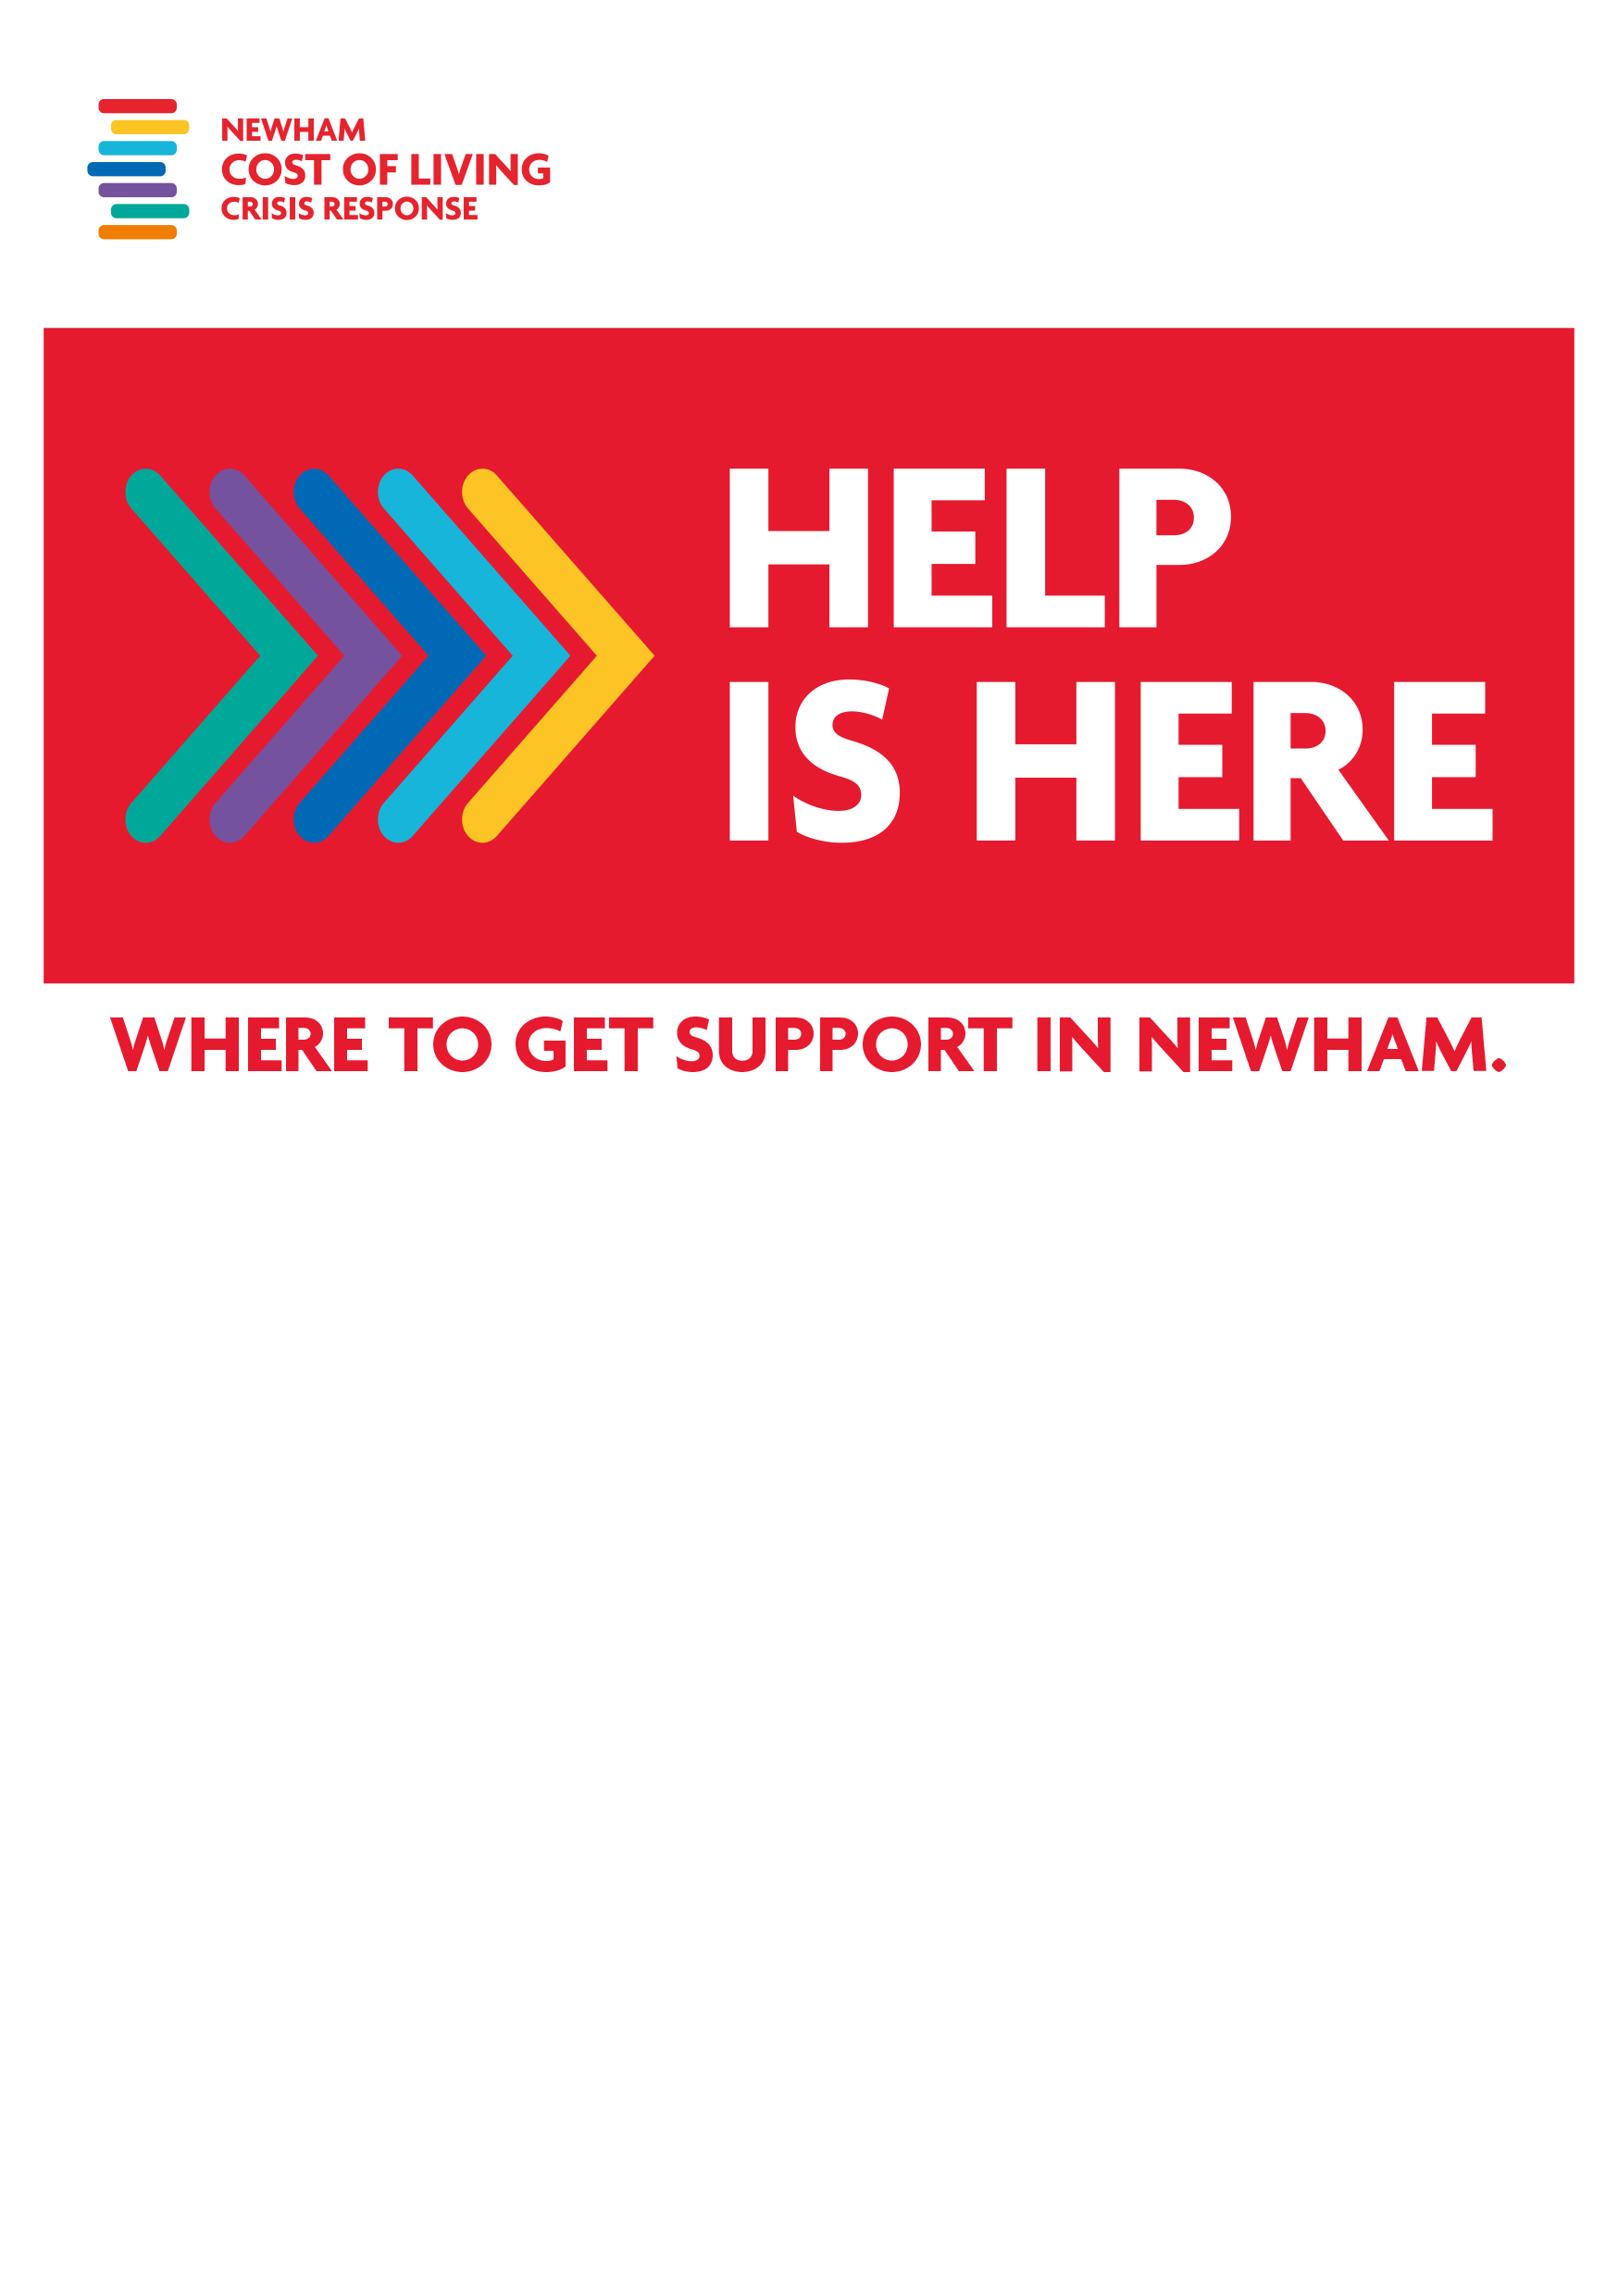 NEWHAM
COST OF LIVING
CRISIS RESPONSE
HELP
IS HERE
WHERE TO GET SUPPORT IN NEWHAM.